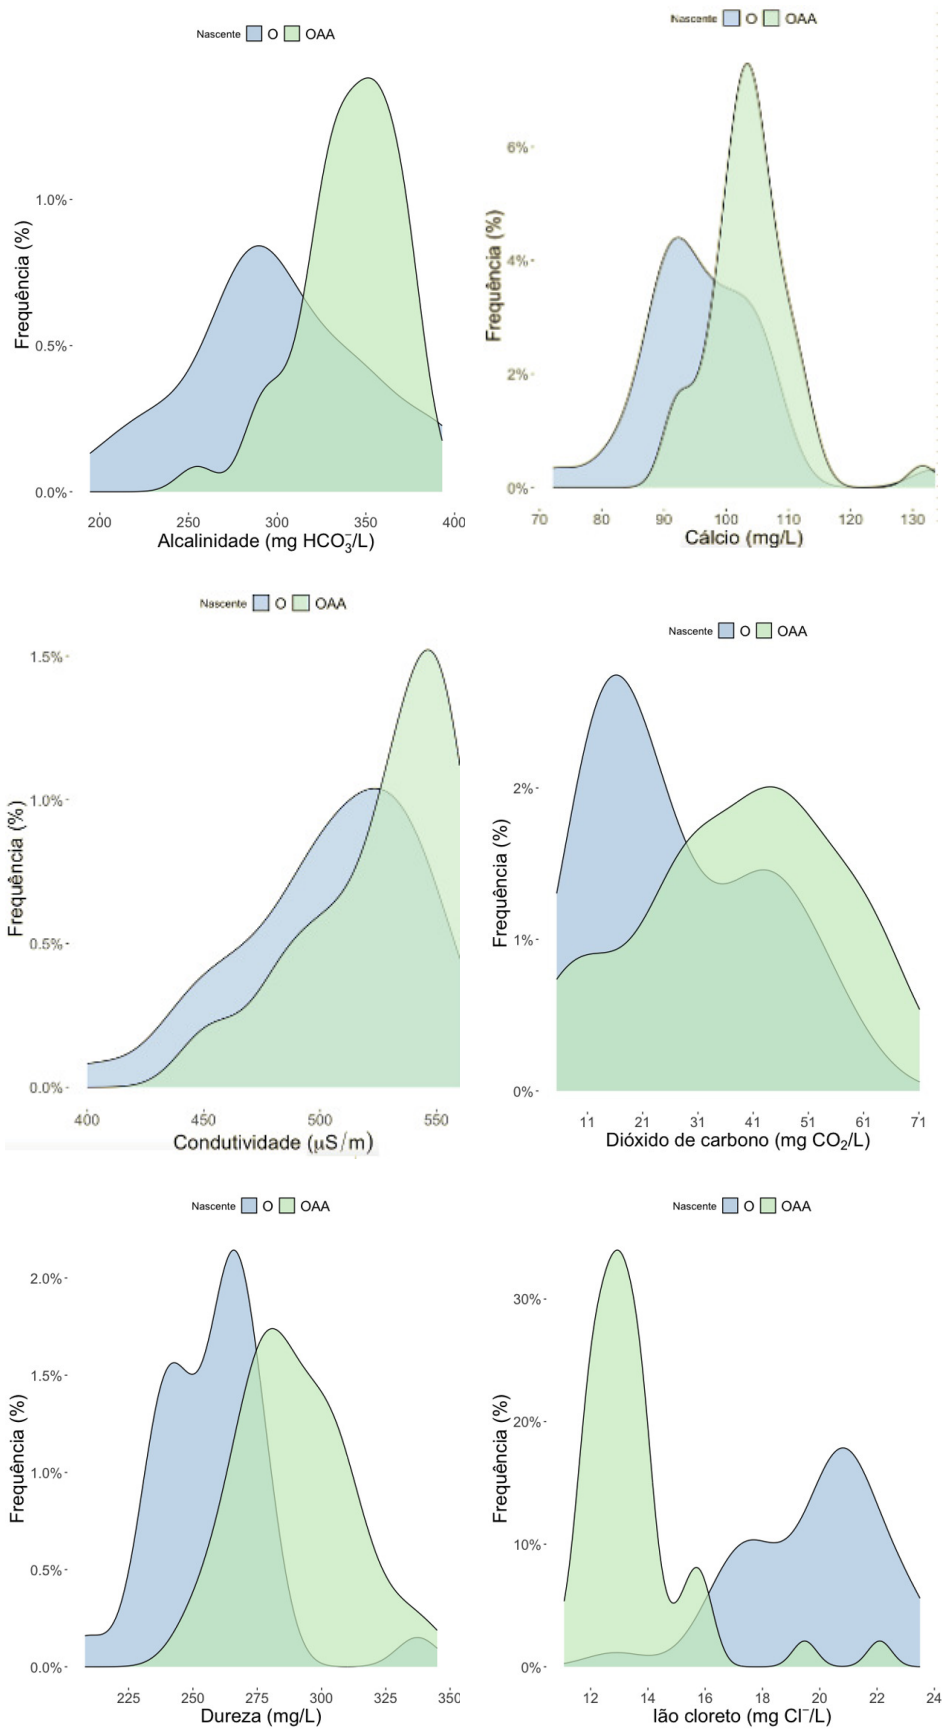 Nascente O OAA
Frequência (%)
1.0%-
0.5%-
0.0%-
200 250 300 350 400
Alcalinidade (mg HCO₃⁻/L)
Nascente O OAA
Frequência (%)
6%-
4%-
2%-
0%-
70 80 90 100 110 120 130
Cálcio (mg/L)
Nascente O OAA
Frequência (%)
1.5%-
1.0%-
0.5%-
0.0%-
400 450 500 550
Condutividade (μS/m)
Nascente O OAA
Frequência (%)
2%-
1%-
0%-
11 21 31 41 51 61 71
Dióxido de carbono (mg CO₂/L)
Nascente O OAA
Frequência (%)
2.0%-
1.5%-
1.0%-
0.5%-
0.0%-
225 250 275 300 325 350
Dureza (mg/L)
Nascente O OAA
Frequência (%)
30%-
20%-
10%-
0%-
12 14 16 18 20 22 24
Ião cloreto (mg Cl⁻/L)